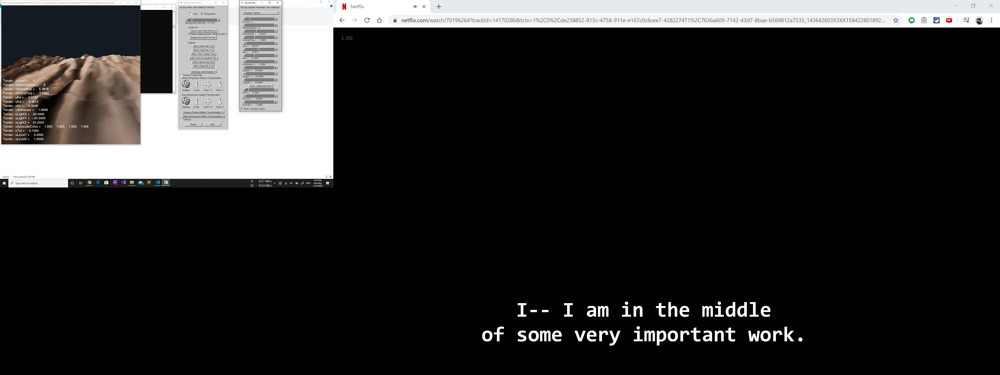 D:\Study Material\2020-Winter\CS557 Computer Graphics Shaders\Assignments\Final Project\FinalProject_Akash Agar...
Terrain : uLevel = 1
Terrain : uNumOctaves = 5
Terrain : uNoiseAmp = 5.4878
Terrain : uNoiseFreq = 1.0000
Terrain : uKa = 0.0122
Terrain : uKd = 0.4573
Terrain : uKs = 0.3049
Terrain : uShininess = 1.0000
Terrain : uLightX = 20.0000
Terrain : uLightY = -20.0000
Terrain : uLightZ = 20.0000
Terrain : uSpecularColor = 1.000, 1.000, 1.000, 1.000
Terrain : uTol = 0.1000
Terrain : uLevel1 = 0.0000
Terrain : uLevel2 = 1.0000
GLman Main User I...
GLman Main User Interface Window
Axes Perspective
Background Intensity = 0.1294
GLIB File
Load a new GLIB File [^L]
D:\Study Material\2020-Winter\CS557 C
Reload the GLIB File [^R]
Editing
Edit a Glib File [^G]
Edit a Vert File [^V]
Edit a Tess Control File
Edit a Tess Evaluation File
Edit a Geom File [^E]
Edit a Frag File [^F]
Hardcopy and Display +
Display Frame Rate
Global (Projection Matrix) Transformation
Rotation Scale Trans XY Trans Z
Eye (ModelView Matrix) Transformation
Rotation Scale Trans XY Trans Z
Texture (Texture Matrix) Transformation +
Object (Individual Matrix) Transformation +
Verbose
Reset Quit
GLman Sha...
GLman Shader Parameter User Interface
Program: Terrain −
uLevel = 1
uNumOctaves = 5
uNoiseAmp = 5.4878
uNoiseFreq = 1.0000
uKa = 0.0122
uKd = 0.4573
uKs = 0.3049
uShininess = 1.0000
uLightX = 20.0000
uLightY = -20.0000
uLightZ = 20.0000
Color: uSpecularColor
uTol = 0.1000
uLevel1 = 0.0000
uLevel2 = 1.0000
Show Variable Labels
5 items 1 item selected 6.60 MB
Type here to search
U: 0.27 kB/s
D: 0.23 kB/s
ENG
4:41 PM
Saturday
3/14/2020
N Netflix
netflix.com/watch/70196264?trackId=14170286&tctx=1%2C0%2Cde238852-813c-4758-911e-e167c0c6cee7-428227471%2C7636a609-7142-43d7-8bae-b569812a7535_143642603X3XX158422801892...
1.00
I-- I am in the middle
of some very important work.